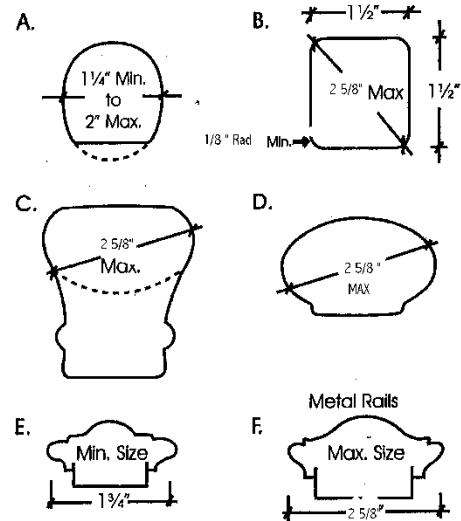 A.
1¼" Min.
to
2" Max.
B.
1½"
2 5/8" Max
1½"
1/8 " Rad Min.
C.
2 5/8"
Max.
D.
2 5/8 "
MAX
Metal Rails
E.
Min. Size
1¾"
F.
Max. Size
2 5/8"